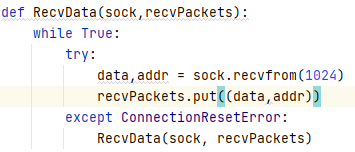 def RecvData(sock,recvPackets):
    while True:
        try:
            data,addr = sock.recvfrom(1024)
            recvPackets.put((data,addr))
        except ConnectionResetError:
            RecvData(sock, recvPackets)